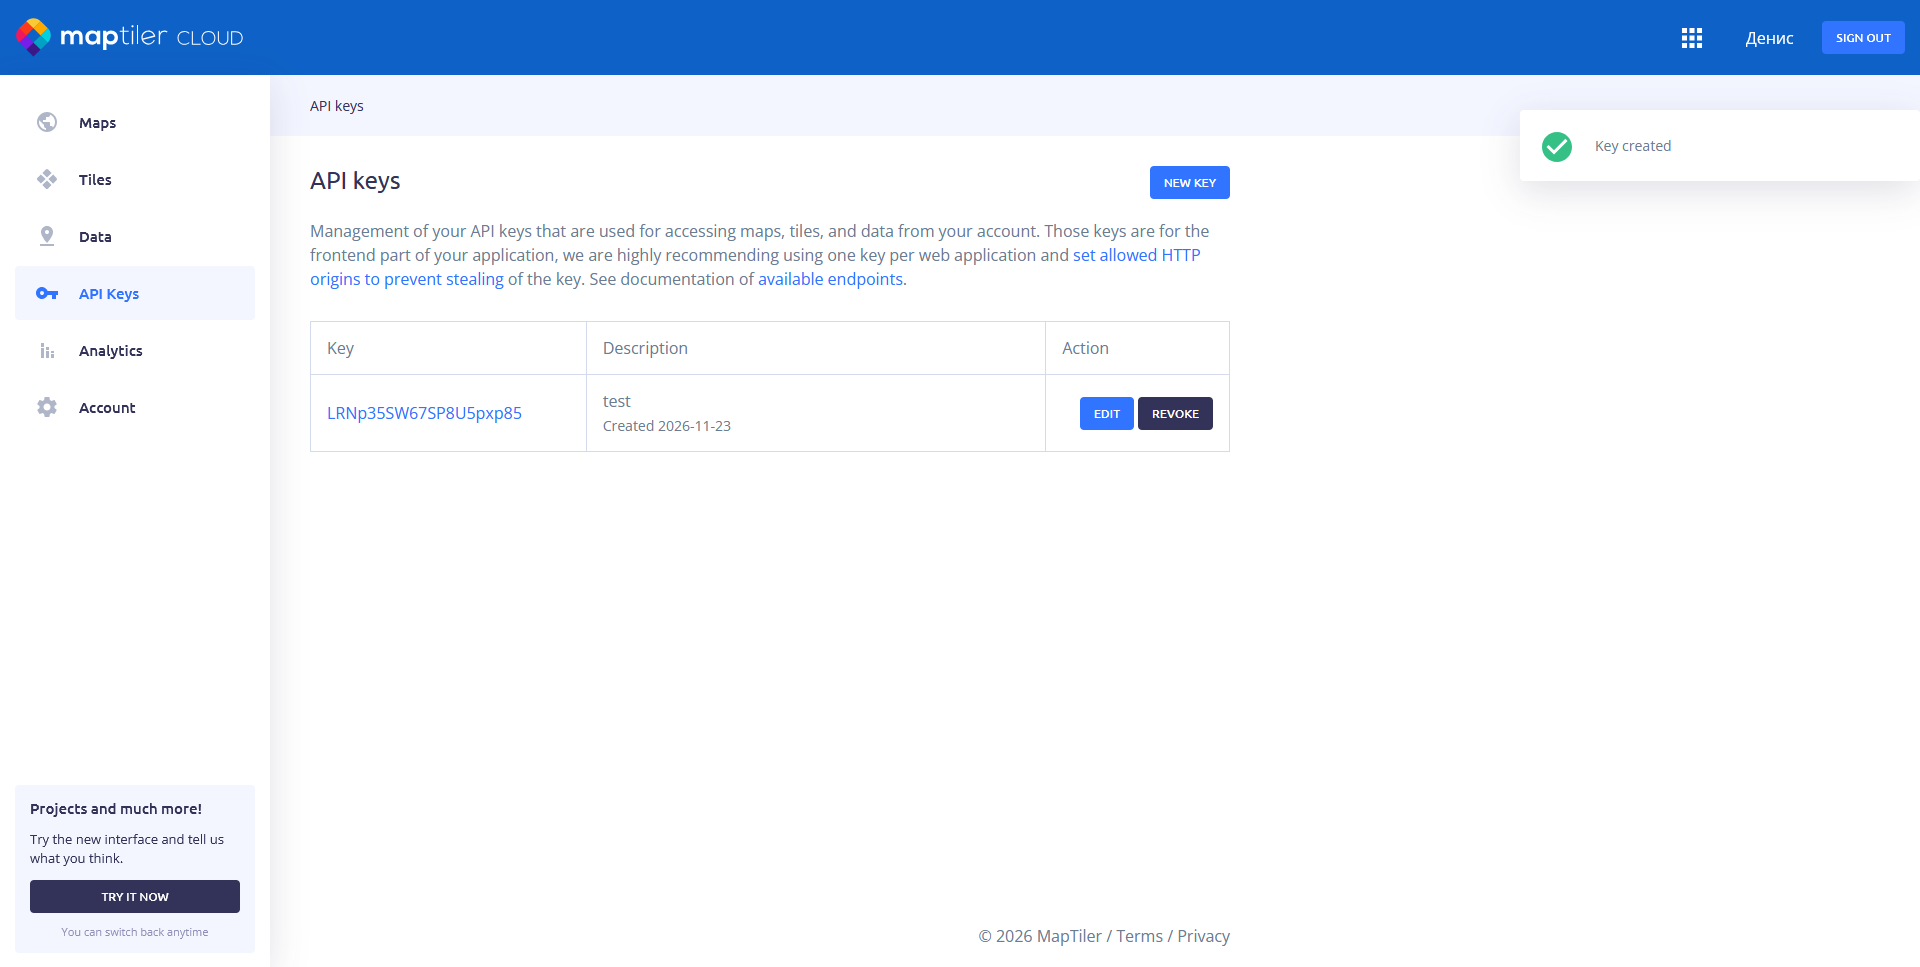 maptiler CLOUD
Денис
SIGN OUT
Maps
Tiles
Data
API Keys
Analytics
Account
Projects and much more!
Try the new interface and tell us
what you think.
TRY IT NOW
You can switch back anytime
API keys
Key created
API keys
NEW KEY
Management of your API keys that are used for accessing maps, tiles, and data from your account. Those keys are for the
frontend part of your application, we are highly recommending using one key per web application and set allowed HTTP
origins to prevent stealing of the key. See documentation of available endpoints.
Key
Description
Action
LRNp35SW67SP8U5pxp85
test
Created 2026-11-23
EDIT
REVOKE
© 2026 MapTiler / Terms / Privacy